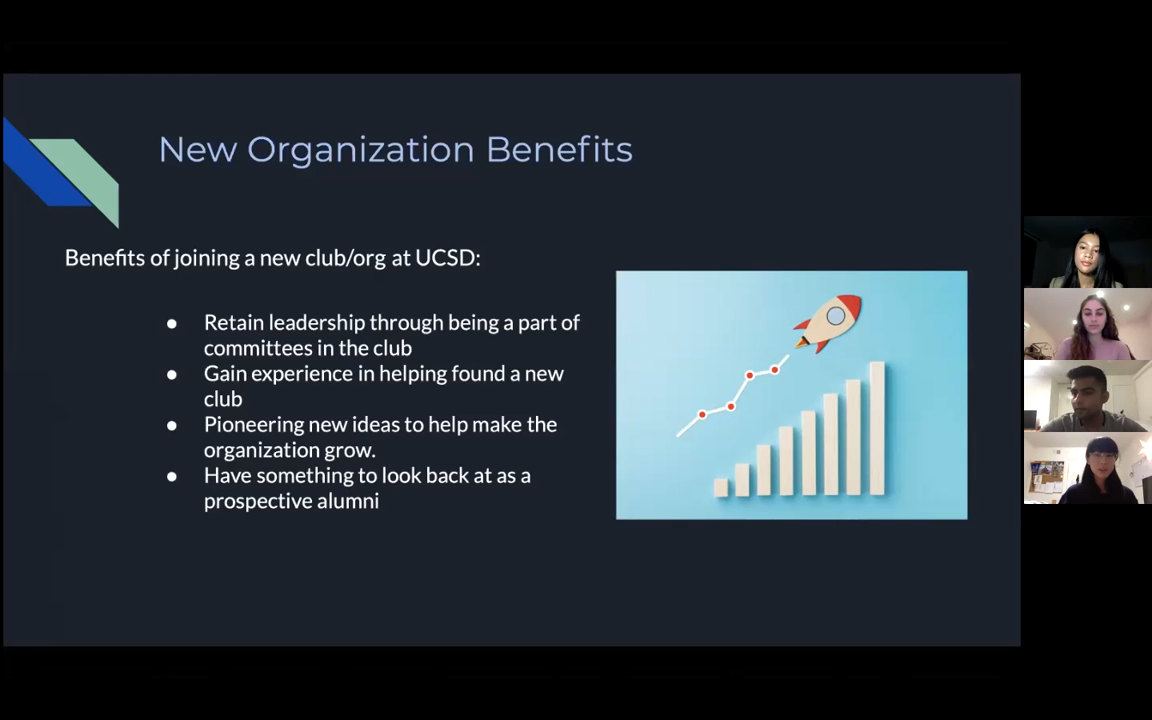 New Organization Benefits
Benefits of joining a new club/org at UCSD:
● Retain leadership through being a part of
committees in the club
● Gain experience in helping found a new
club
● Pioneering new ideas to help make the
organization grow.
● Have something to look back at as a
prospective alumni